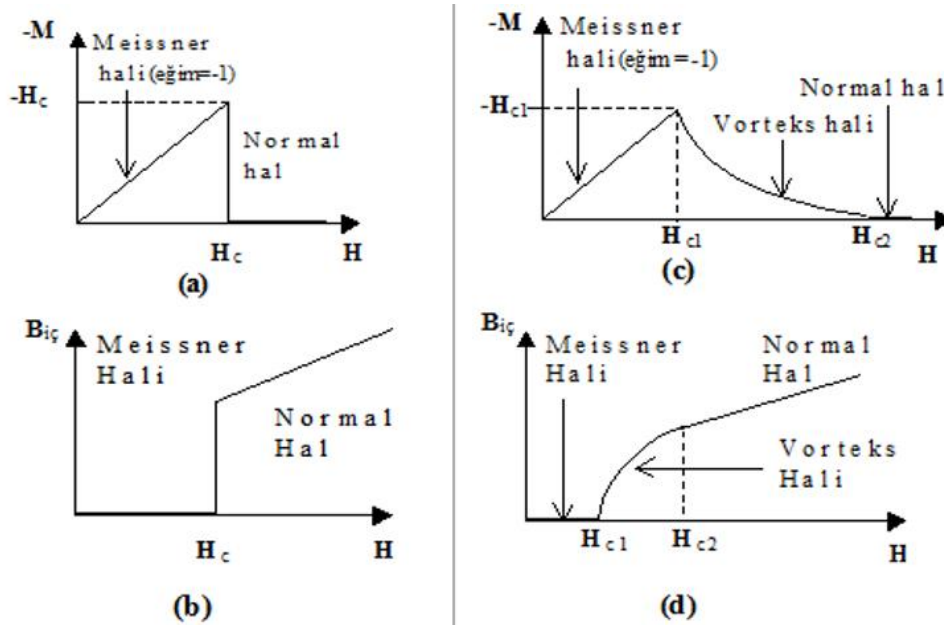 -M
Meissner
hali(eğim=-1)
-Hc
Normal
hal
Hc
H
(a)
Biç
Meissner
Hali
Normal
Hal
Hc
H
(b)
-M
Meissner
hali(eğim=-1)
Normal hal
-Hc1
Vorteks hali
Hc1
Hc2
H
(c)
Biç
Meissner
Hali
Normal
Hal
Vorteks
Hali
Hc1
Hc2
H
(d)